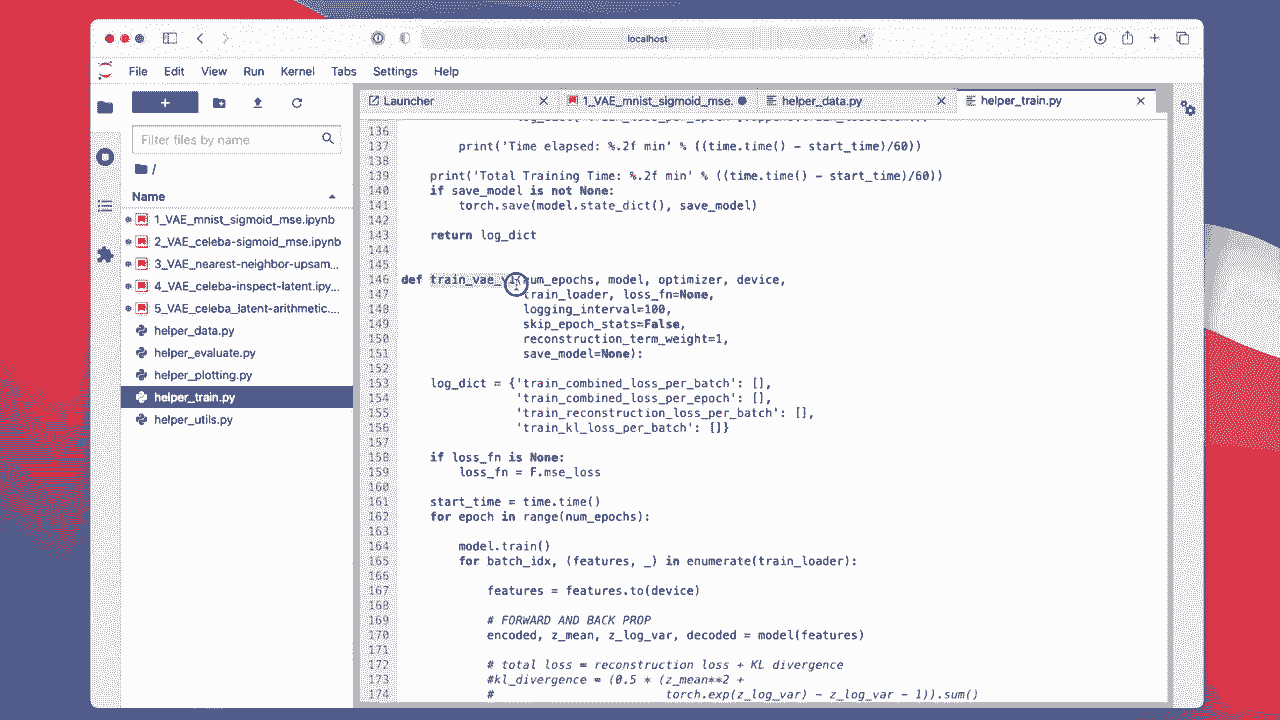 localhost
File Edit View Run Kernel Tabs Settings Help
Launcher
1_VAE_mnist_sigmoid_mse.
helper_data.py
helper_train.py
Filter files by name
/
Name
1_VAE_mnist_sigmoid_mse.ipynb
2_VAE_celeba-sigmoid_mse.ipynb
3_VAE_nearest-neighbor-upsam...
4_VAE_celeba-inspect-latent.ipy...
5_VAE_celeba_latent-arithmetic....
helper_data.py
helper_evaluate.py
helper_plotting.py
helper_train.py
helper_utils.py
136
137 print('Time elapsed: %.2f min' % ((time.time() - start_time)/60))
138
139 print('Total Training Time: %.2f min' % ((time.time() - start_time)/60))
140 if save_model is not None:
141 torch.save(model.state_dict(), save_model)
142
143 return log_dict
144
145
146 def num_epochs, model, optimizer, device,
147 train_loader, loss_fn=None,
148 logging_interval=100,
149 skip_epoch_stats=False,
150 reconstruction_term_weight=1,
151 save_model=None):
152
153 log_dict = {'train_combined_loss_per_batch': [],
154 'train_combined_loss_per_epoch': [],
155 'train_reconstruction_loss_per_batch': [],
156 'train_kl_loss_per_batch': []}
157
158 if loss_fn is None:
159 loss_fn = F.mse_loss
160
161 start_time = time.time()
162 for epoch in range(num_epochs):
163
164 model.train()
165 for batch_idx, (features, _) in enumerate(train_loader):
166
167 features = features.to(device)
168
169 # FORWARD AND BACK PROP
170 encoded, z_mean, z_log_var, decoded = model(features)
171
172 # total loss = reconstruction loss + KL divergence
173 #kl_divergence = (0.5 * (z_mean**2 +
174 # torch.exp(z_log_var) - z_log_var - 1)).sum()